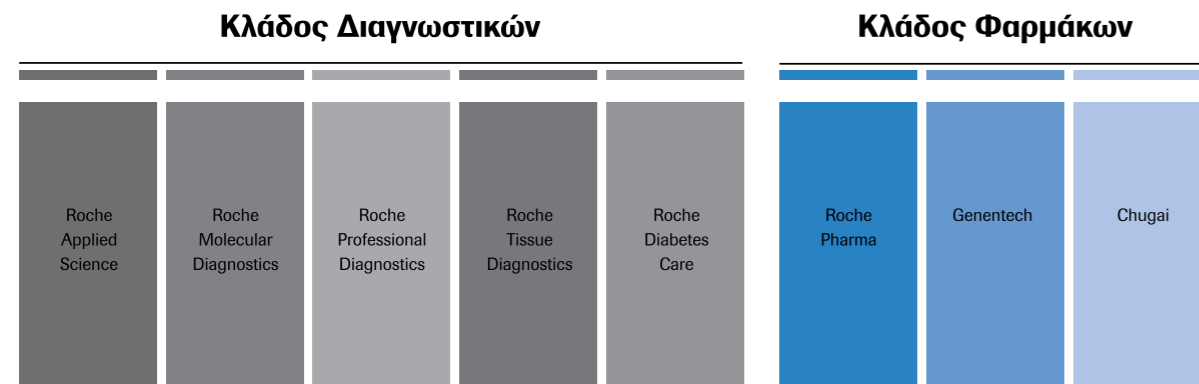 Κλάδος Διαγνωστικών
Κλάδος Φαρμάκων
Roche
Applied
Science
Roche
Molecular
Diagnostics
Roche
Professional
Diagnostics
Roche
Tissue
Diagnostics
Roche
Diabetes
Care
Roche
Pharma
Genentech
Chugai